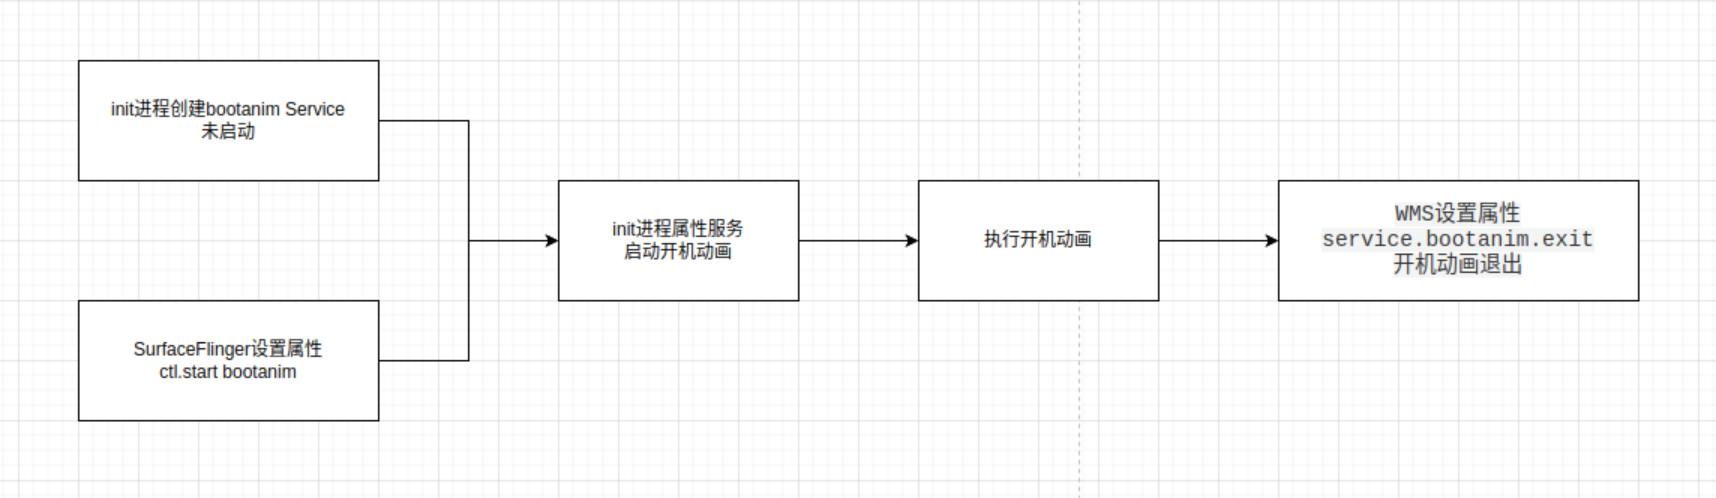 init进程创建bootanim Service
未启动
SurfaceFlinger设置属性
ctl.start bootanim
init进程属性服务
启动开机动画
执行开机动画
WMS设置属性
service.bootanim.exit
开机动画退出